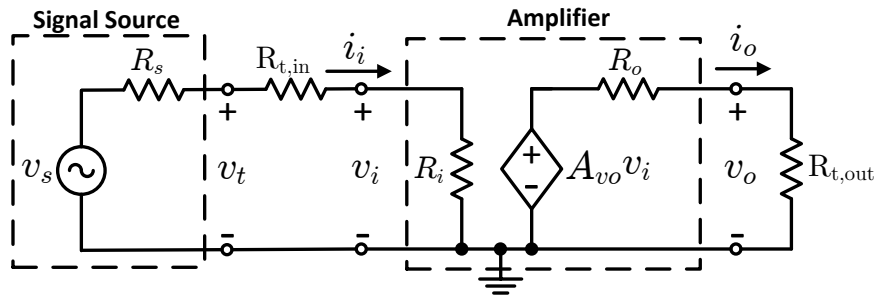 Signal Source
Amplifier
R_s
R_t,in
i_i
R_o
i_o
+
+
+
+
v_s
v_t
v_i
R_i
-
A_vo v_i
v_o
R_t,out
-
-
-